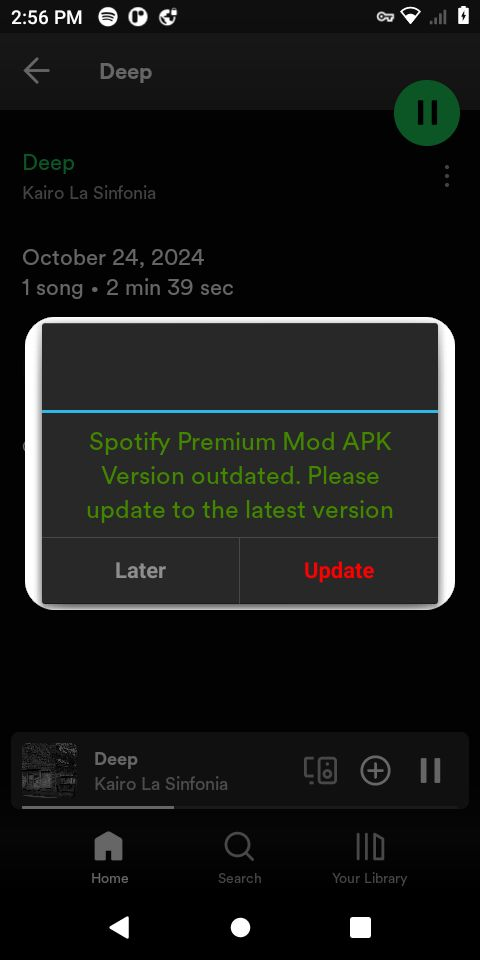 2:56 PM
Deep
Deep
Kairo La Sinfonia
October 24, 2024
1 song • 2 min 39 sec
Spotify Premium Mod APK
Version outdated. Please
update to the latest version
Later
Update
Deep
Kairo La Sinfonia
Home
Search
Your Library